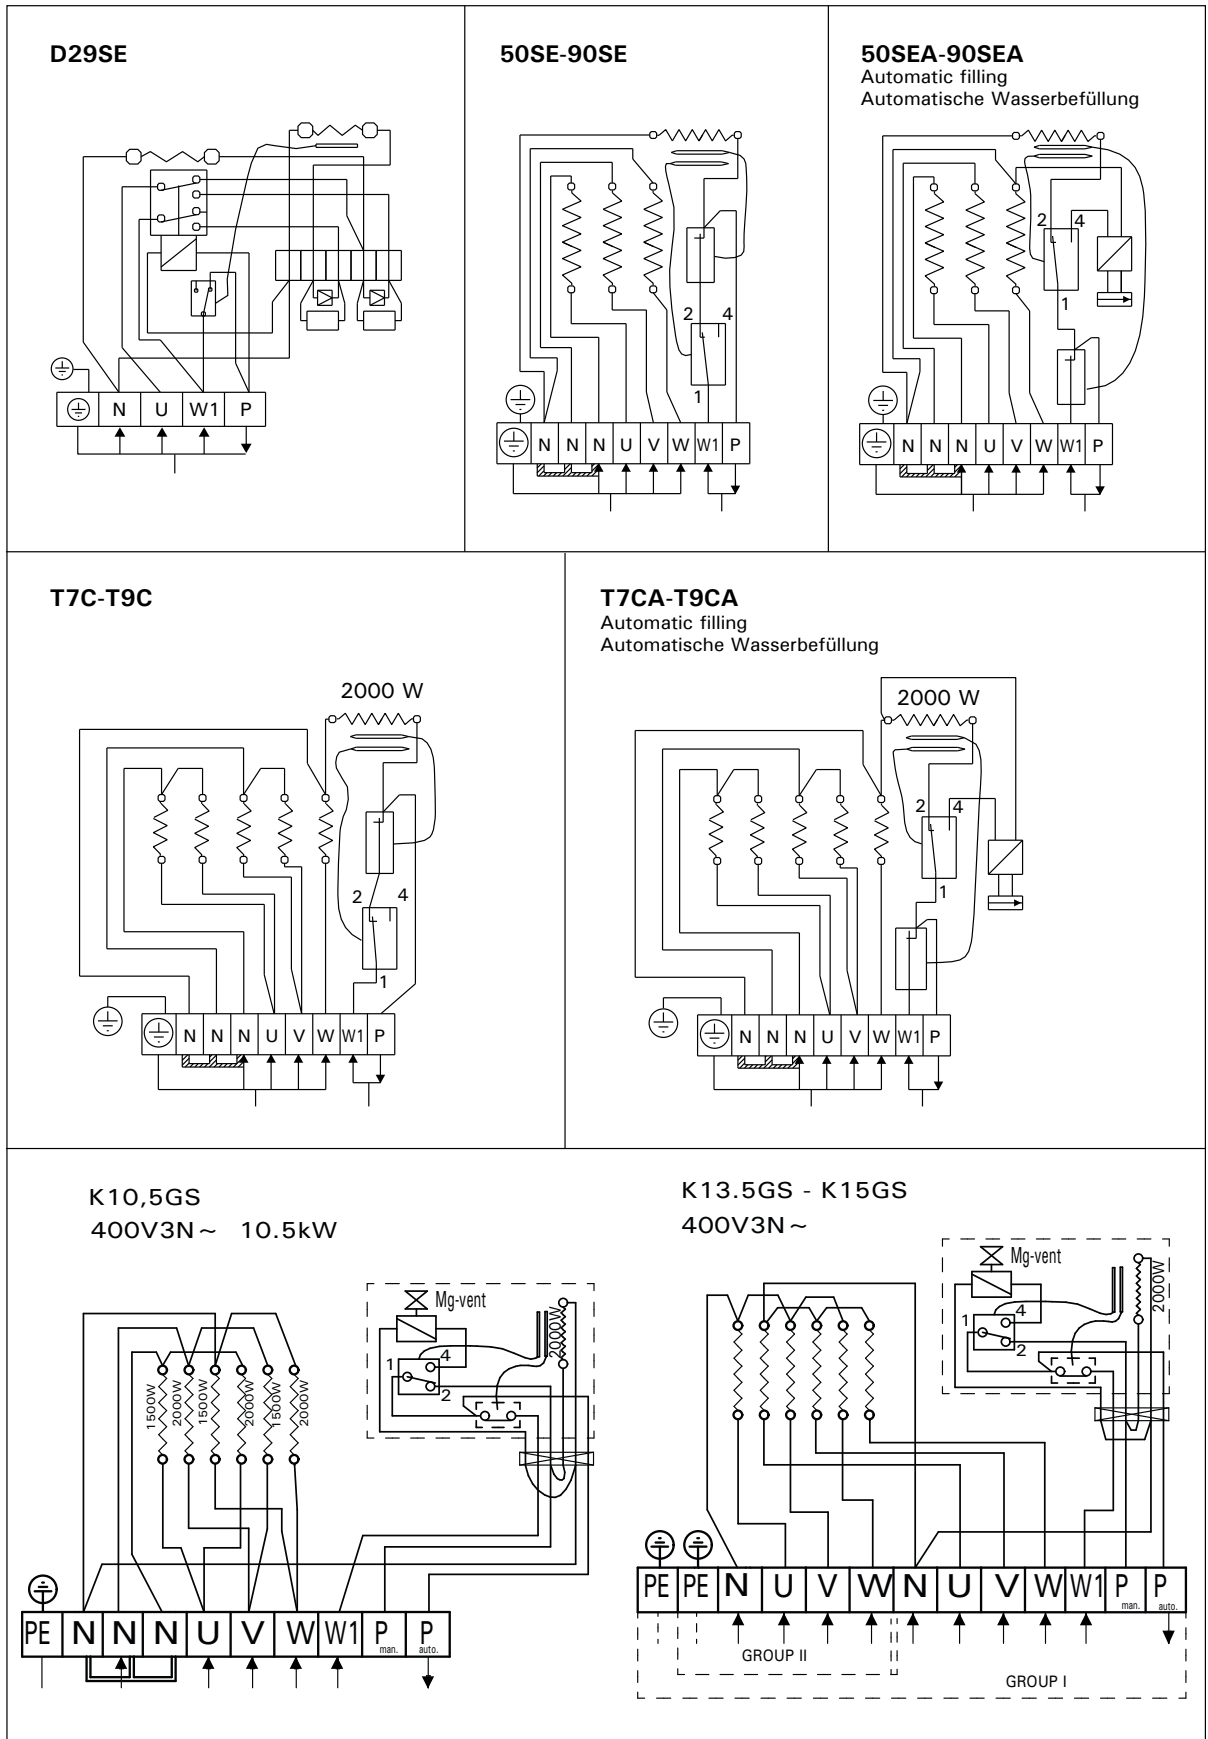 D29SE
N U W1 P
50SE-90SE
2 4
1
N N N U V W W1 P
50SEA-90SEA
Automatic filling
Automatische Wasserbefüllung
2 4
1
N N N U V W W1 P
T7C-T9C
2000 W
2 4
1
N N N U V W W1 P
T7CA-T9CA
Automatic filling
Automatische Wasserbefüllung
2000 W
2 4
1
N N N U V W W1 P
K10,5GS
400V3N~ 10.5kW
Mg-vent
1 4
2
2000W
1500W 2000W 1500W 2000W 1500W 2000W
PE N N N U V W W1 P P
man. auto.
K13.5GS - K15GS
400V3N~
Mg-vent
1 4
2
2000W
PE PE N U V W N U V W W1 P P
man. auto.
GROUP II
GROUP I